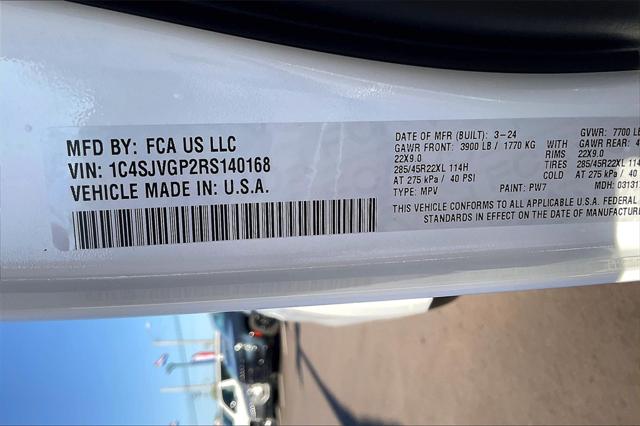 MFD BY: FCA US LLC
VIN: 1C4SJVGP2RS140168
VEHICLE MADE IN: U.S.A.
DATE OF MFR (BUILT): 3-24 GVWR: 7700 LB
GAWR FRONT: 3900 LB / 1770 KG WITH GAWR REAR: 4
22X9.0 RIMS 22X9.0
285/45R22XL 114H TIRES 285/45R22XL
AT 275 kPa / 40 PSI COLD AT 275 kPa / 40
TYPE: MPV PAINT: PW7 MDH: 03131
THIS VEHICLE CONFORMS TO ALL APPLICABLE U.S.A. FEDERAL
STANDARDS IN EFFECT ON THE DATE OF MANUFACTUR